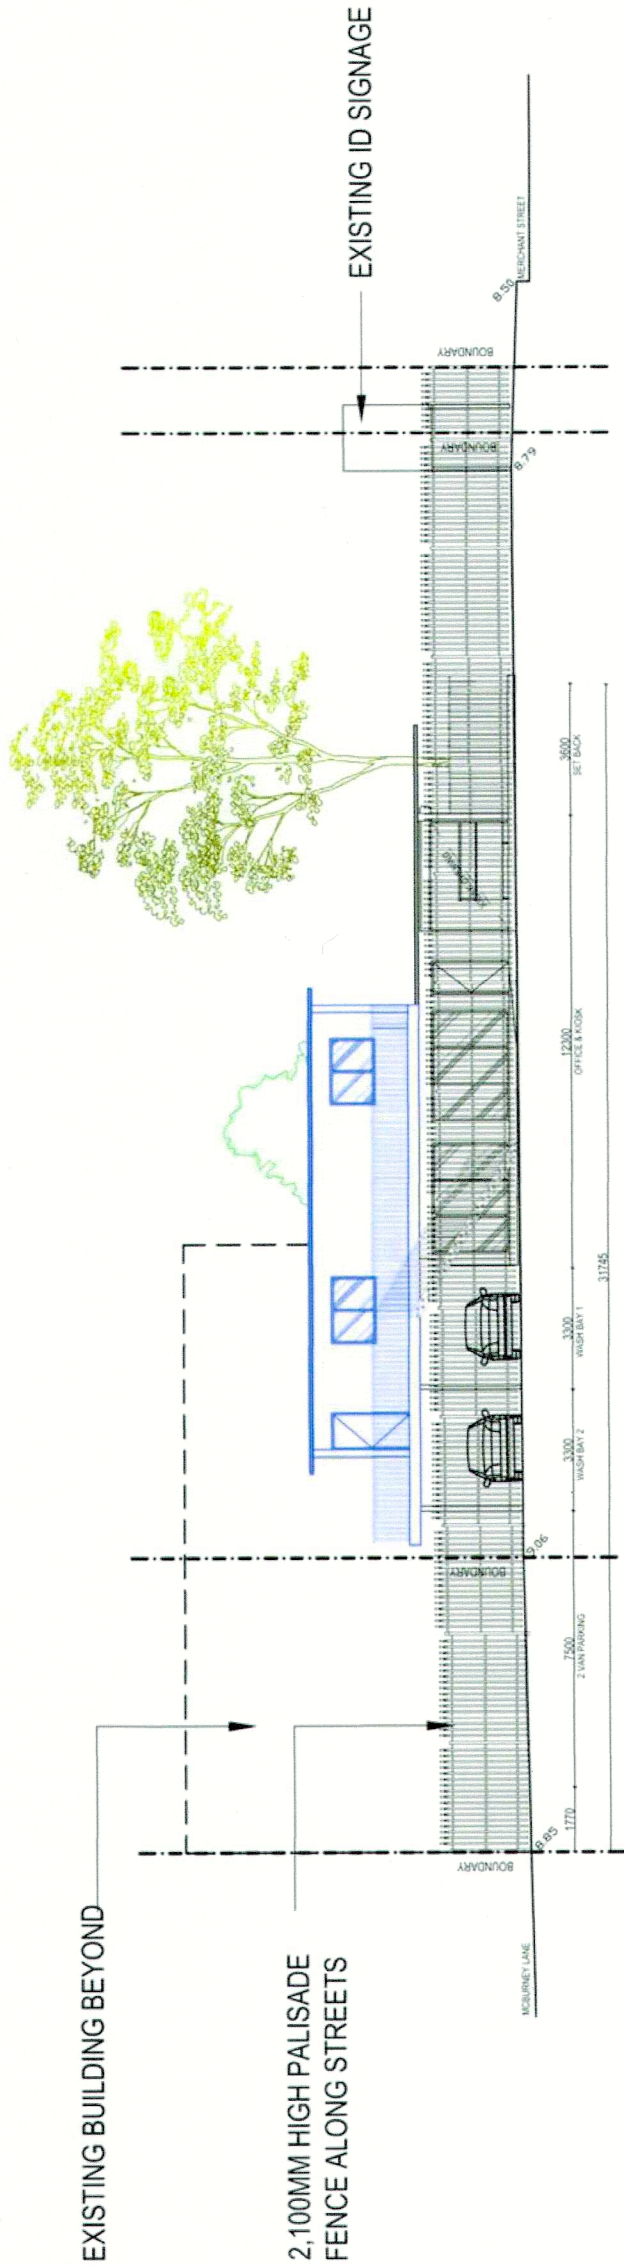 EXISTING BUILDING BEYOND
2,100MM HIGH PALISADE
FENCE ALONG STREETS
EXISTING ID SIGNAGE
MCBURNEY LANE
BOUNDARY
8.85
BOUNDARY
9.06
BOUNDARY
8.79
BOUNDARY
8.50
MERCHANT STREET
1770
7500
2 VAN PARKING
3300
WASH BAY 2
3300
WASH BAY 1
12300
OFFICE & KIOSK
3600
SET BACK
31745